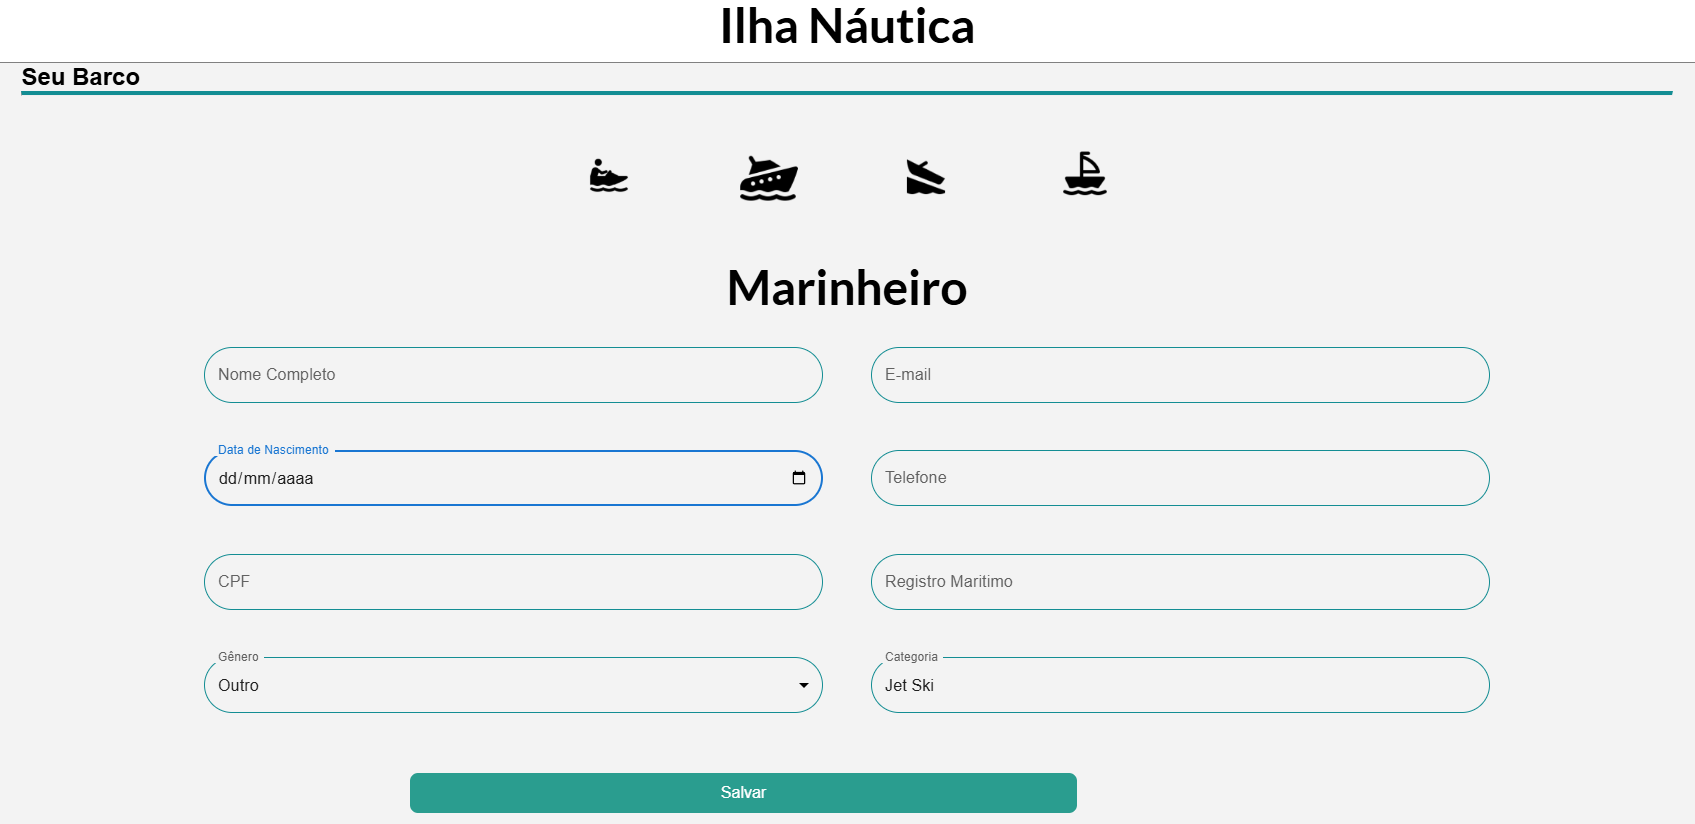 Ilha Náutica
Seu Barco
Marinheiro
Nome Completo
E-mail
Data de Nascimento
dd/mm/aaaa
Telefone
CPF
Registro Maritimo
Gênero
Outro
Categoria
Jet Ski
Salvar